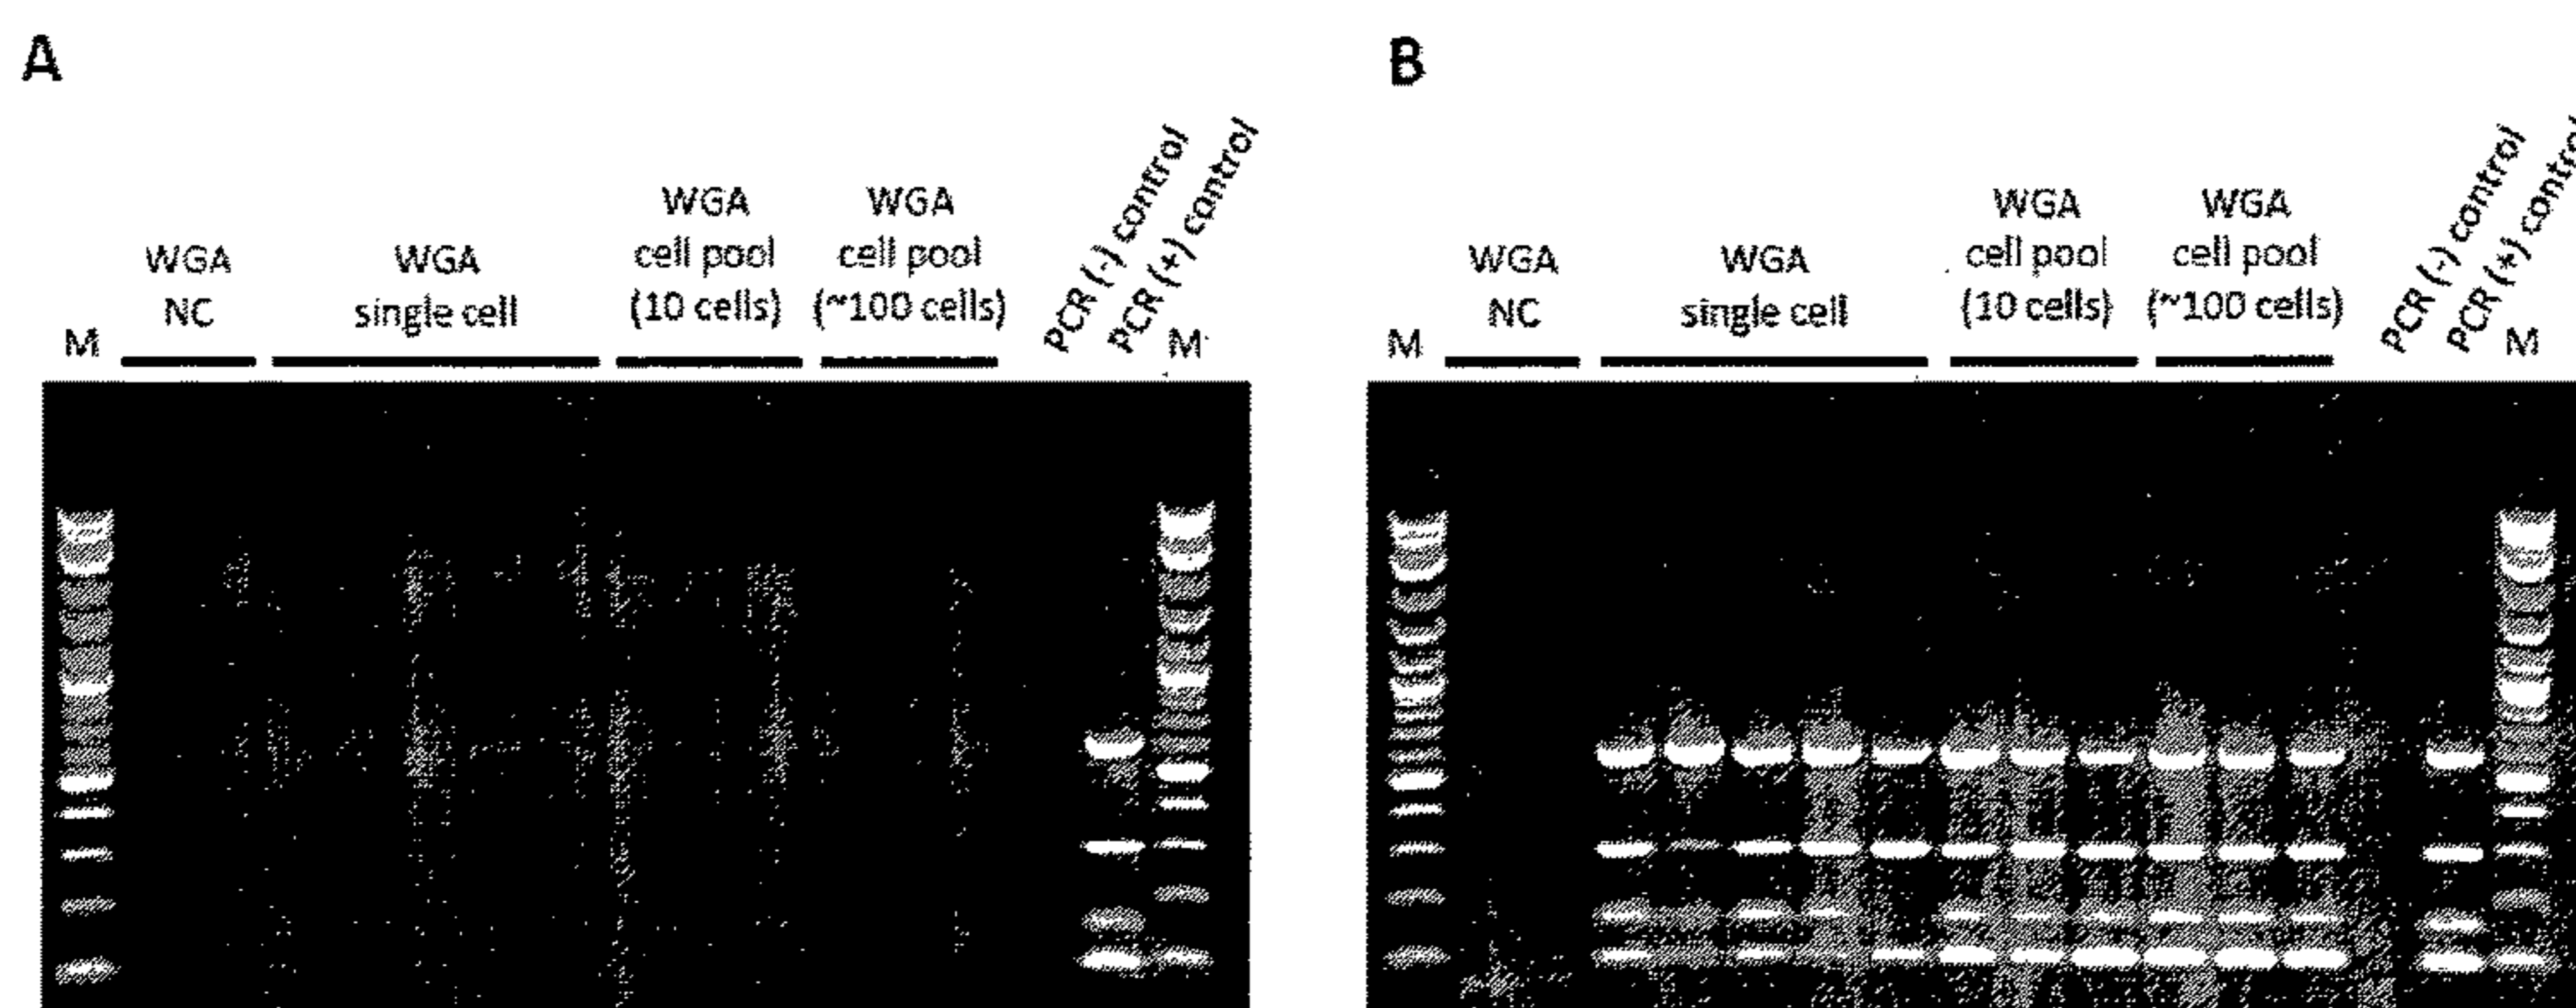 A
M
WGA
NC
WGA
single cell
WGA
cell pool
(10 cells)
WGA
cell pool
(~100 cells)
PCR (-) control
PCR (+) control
M
B
M
WGA
NC
WGA
single cell
WGA
cell pool
(10 cells)
WGA
cell pool
(~100 cells)
PCR (-) control
PCR (+) control
M